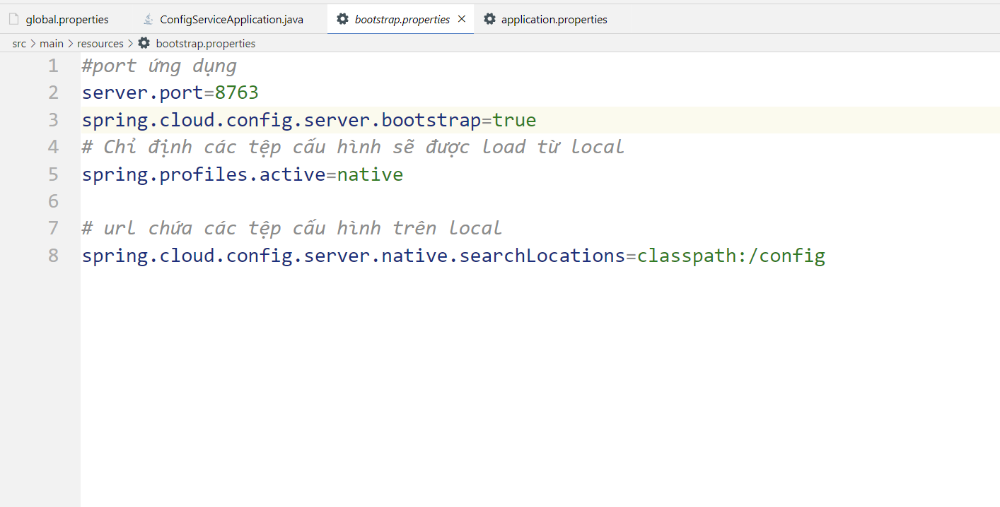 global.properties ConfigServiceApplication.java bootstrap.properties application.properties
src main resources bootstrap.properties
1 #port ứng dụng
2 server.port=8763
3 spring.cloud.config.server.bootstrap=true
4 # Chỉ định các tệp cấu hình sẽ được load từ local
5 spring.profiles.active=native
6
7 # url chứa các tệp cấu hình trên local
8 spring.cloud.config.server.native.searchLocations=classpath:/config